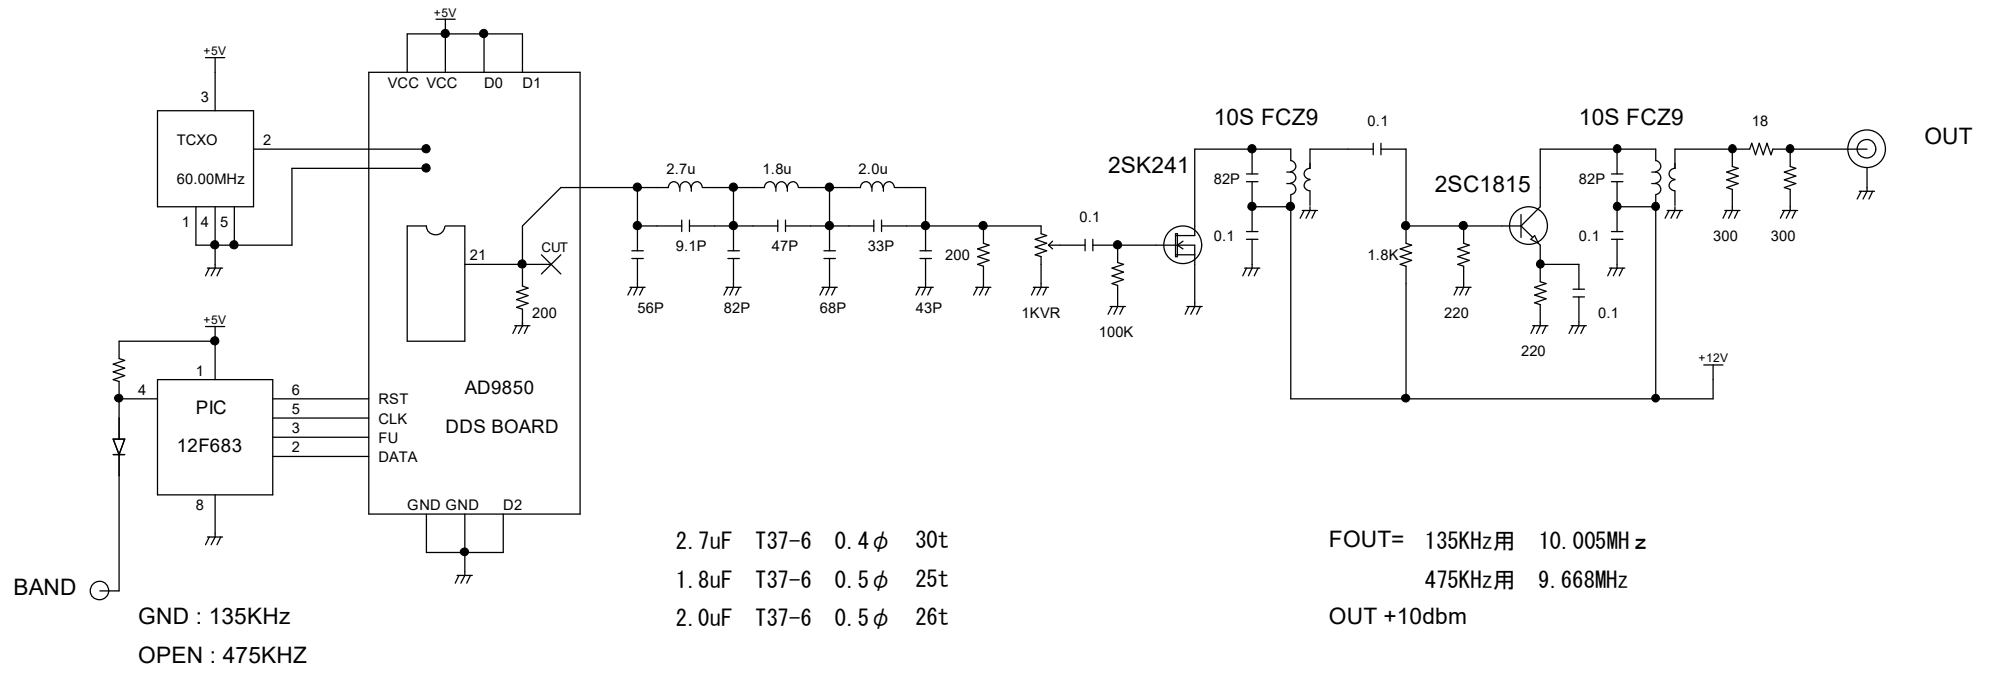 +5V
+5V
VCC VCC D0 D1
3
TCXO
2
60.00MHz
1 4 5
21
CUT
200
2.7u
1.8u
2.0u
9.1P
47P
33P
56P
82P
68P
43P
200
1KVR
0.1
100K
2SK241
10S FCZ9
82P
0.1
0.1
1.8K
220
2SC1815
220
0.1
10S FCZ9
82P
0.1
18
300
300
OUT
+12V
+5V
1
4
PIC
12F683
6
5
3
2
8
RST
CLK
FU
DATA
AD9850
DDS BOARD
GND GND D2
BAND
GND : 135KHz
OPEN : 475KHZ
2.7uF T37-6 0.4φ 30t
1.8uF T37-6 0.5φ 25t
2.0uF T37-6 0.5φ 26t
FOUT= 135KHz用 10.005MHz
475KHz用 9.668MHz
OUT +10dbm